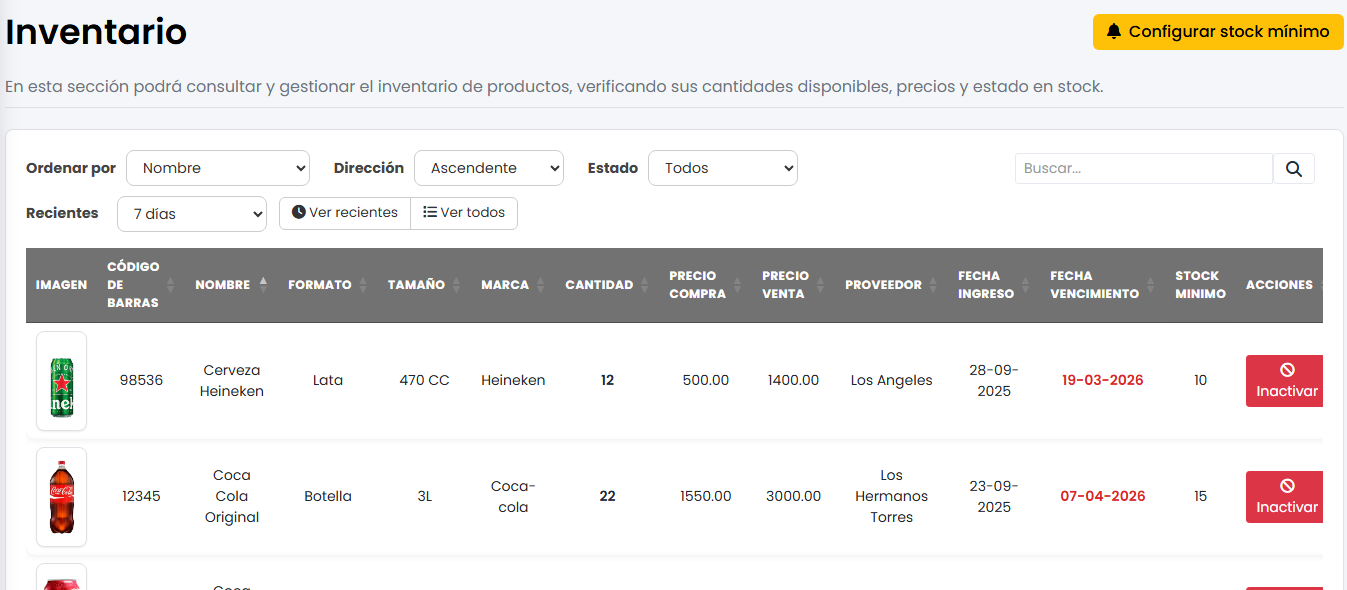 Inventario
Configurar stock mínimo
En esta sección podrá consultar y gestionar el inventario de productos, verificando sus cantidades disponibles, precios y estado en stock.
Ordenar por Nombre Dirección Ascendente Estado Todos Buscar...
Recientes 7 días Ver recientes Ver todos
IMAGEN CÓDIGO DE BARRAS NOMBRE FORMATO TAMAÑO MARCA CANTIDAD PRECIO COMPRA PRECIO VENTA PROVEEDOR FECHA INGRESO FECHA VENCIMIENTO STOCK MINIMO ACCIONES
98536 Cerveza Heineken Lata 470 CC Heineken 12 500.00 1400.00 Los Angeles 28-09-2025 19-03-2026 10 Inactivar
Coca-Cola
12345 Coca Cola Original Botella 3L Coca-cola 22 1550.00 3000.00 Los Hermanos Torres 23-09-2025 07-04-2026 15 Inactivar